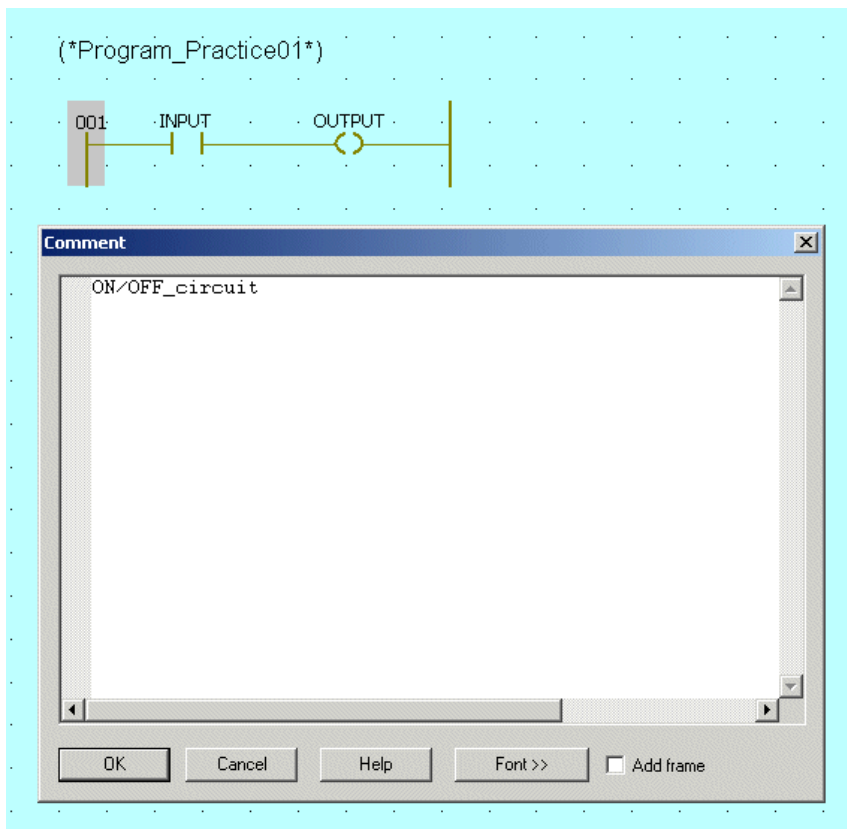 (*Program_Practice01*)
001 INPUT OUTPUT
Comment
ON/OFF_circuit
OK Cancel Help Font >> Add frame